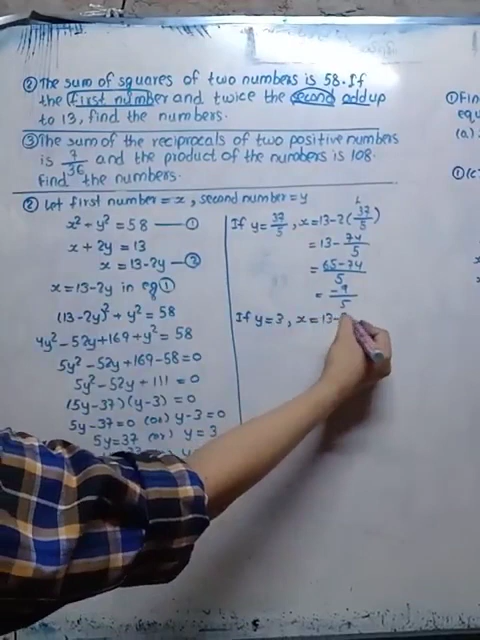 ② The sum of squares of two numbers is 58. If
the first number and twice the second add up
to 13, find the numbers.
③ The sum of the reciprocals of two positive numbers
is 7/36 and the product of the numbers is 108.
Find the numbers.
② Let first number = x, second number = y
x² + y² = 58 — ①
x + 2y = 13
x = 13-2y — ②
x = 13-2y in eq ①
(13-2y)² + y² = 58
4y² - 52y + 169 + y² = 58
5y² - 52y + 169 - 58 = 0
5y² - 52y + 111 = 0
(5y-37)(y-3) = 0
5y-37 = 0 (or) y-3 = 0
5y = 37 (or) y = 3
If y = 37/5, x = 13-2(37/5)
= 13 - 74/5
= 65-74/5
= -9/5
If y = 3, x = 13-
① Fin
equ
(a)
① (c)